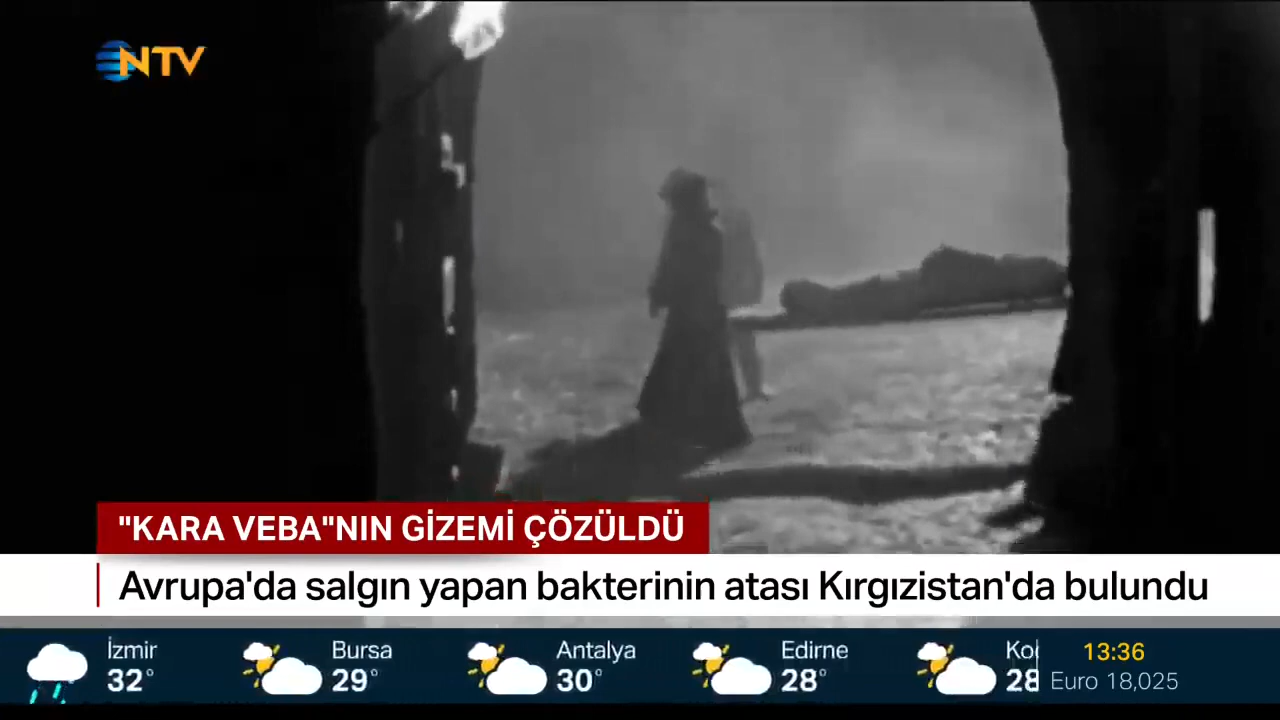 NTV
"KARA VEBA"NIN GİZEMİ ÇÖZÜLDÜ
Avrupa'da salgın yapan bakterinin atası Kırgızistan'da bulundu
İzmir
32°
Bursa
29°
Antalya
30°
Edirne
28°
28
13:36
Euro 18,025